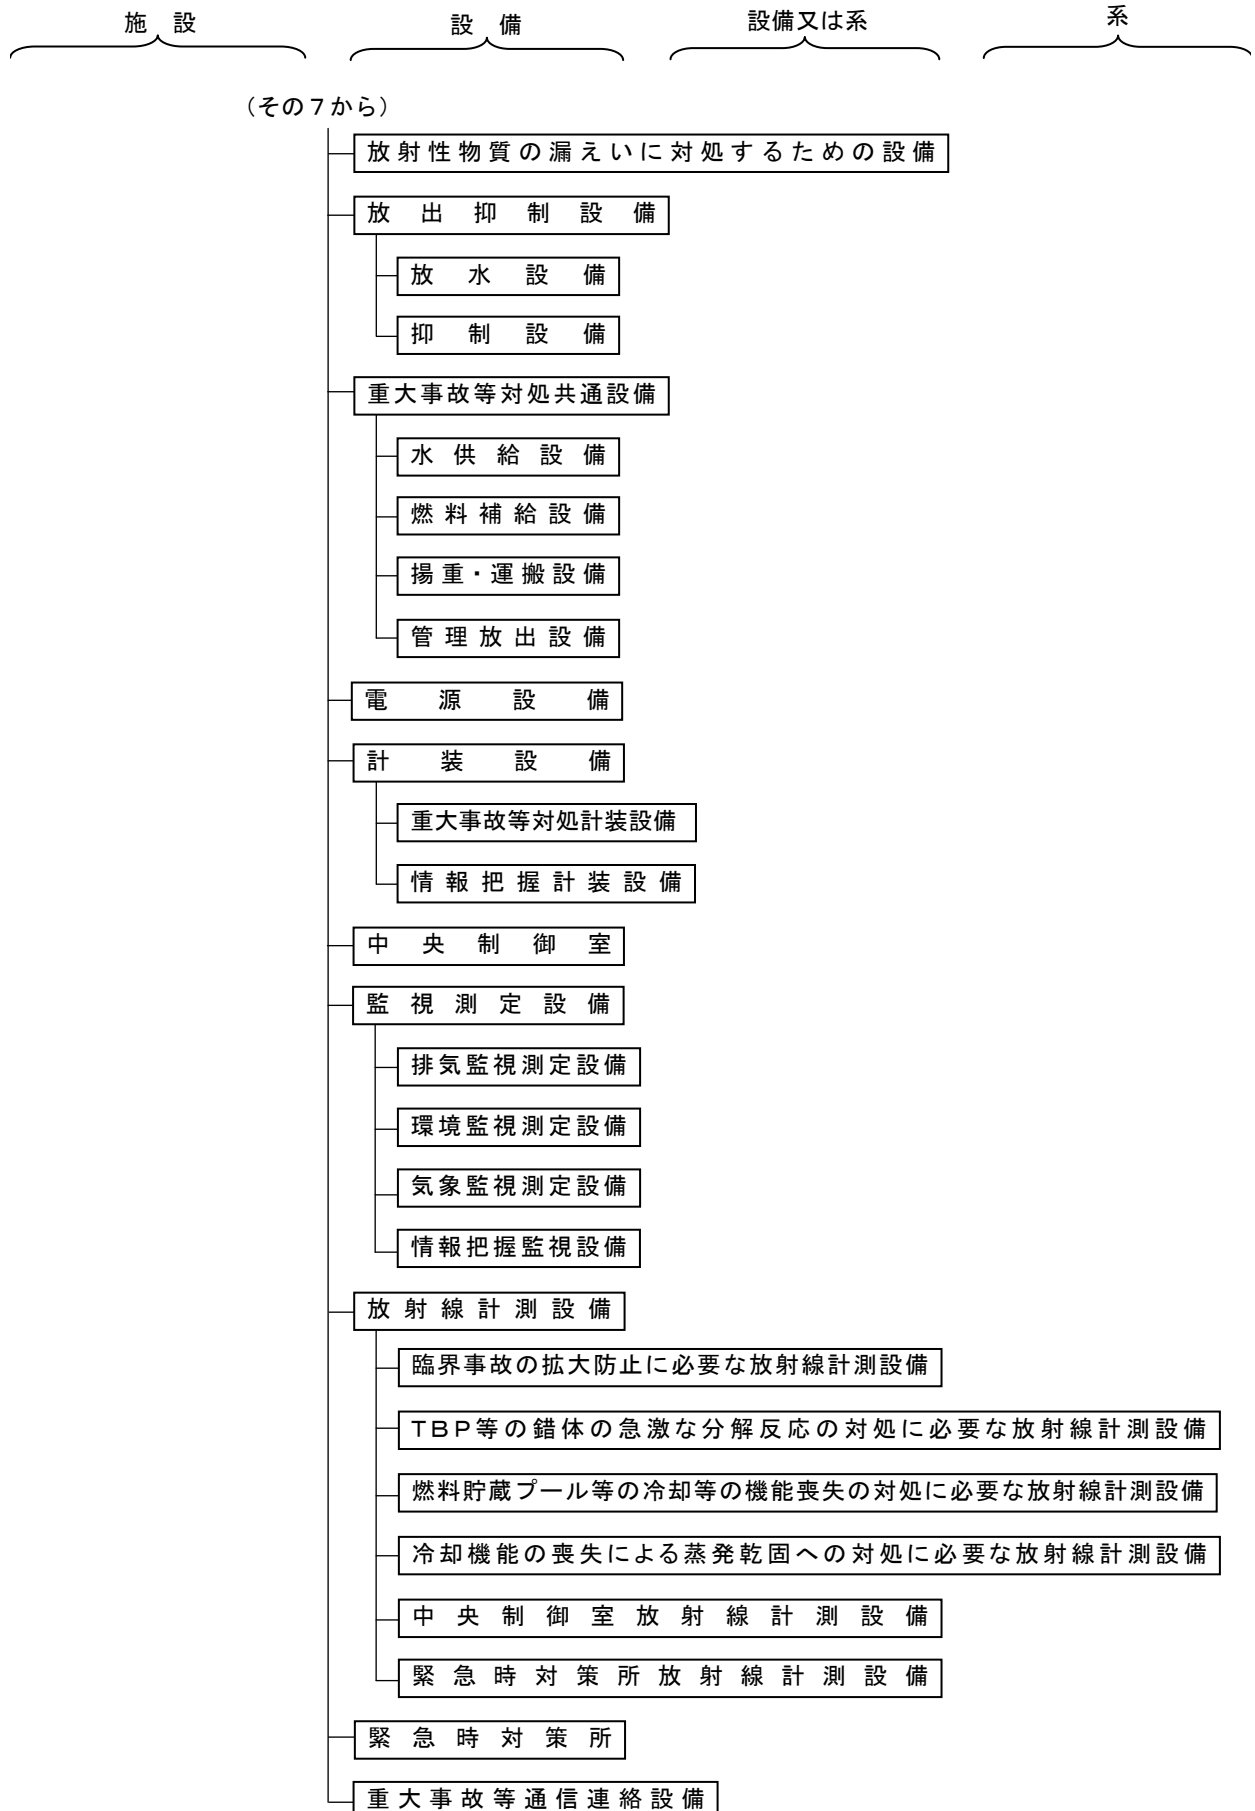 施設
設備
設備又は系
系
（その７から）
放射性物質の漏えいに対処するための設備
放出抑制設備
放水設備
抑制設備
重大事故等対処共通設備
水供給設備
燃料補給設備
揚重・運搬設備
管理放出設備
電源設備
計装設備
重大事故等対処計装設備
情報把握計装設備
中央制御室
監視測定設備
排気監視測定設備
環境監視測定設備
気象監視測定設備
情報把握監視設備
放射線計測設備
臨界事故の拡大防止に必要な放射線計測設備
ＴＢＰ等の錯体の急激な分解反応の対処に必要な放射線計測設備
燃料貯蔵プール等の冷却等の機能喪失の対処に必要な放射線計測設備
冷却機能の喪失による蒸発乾固への対処に必要な放射線計測設備
中央制御室放射線計測設備
緊急時対策所放射線計測設備
緊急時対策所
重大事故等通信連絡設備